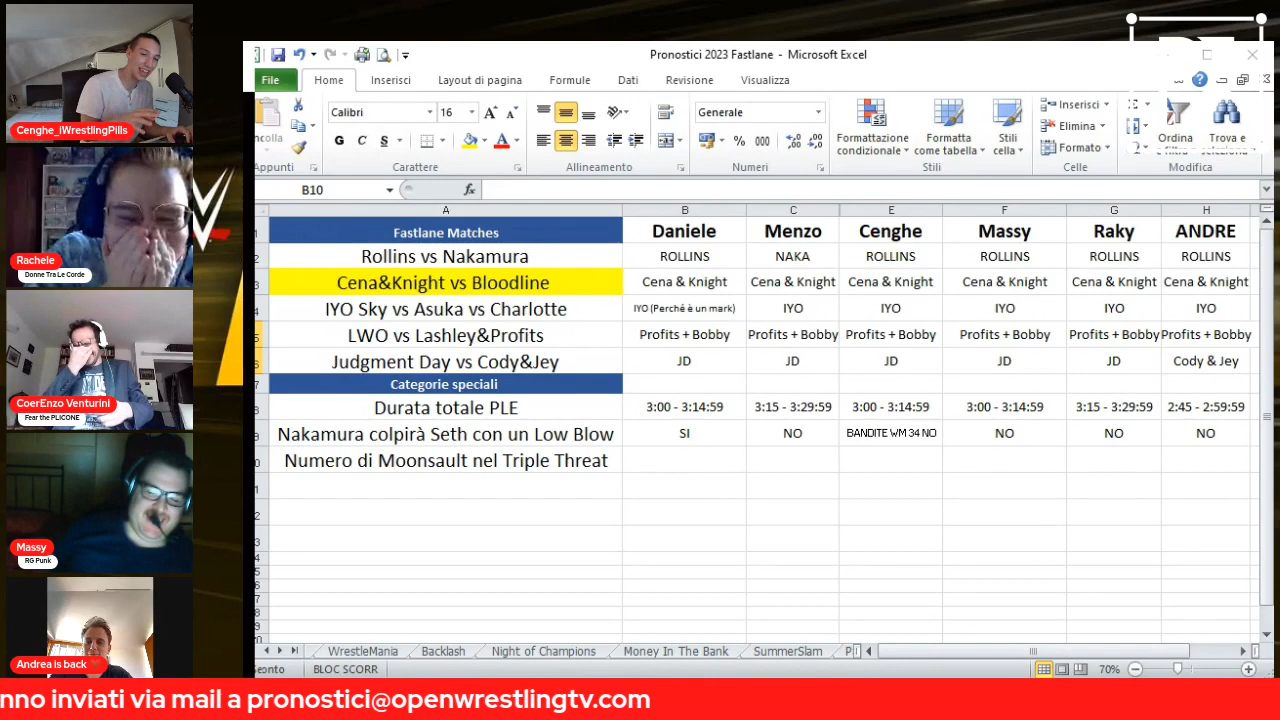 Cenghe_IWrestlingPills
Rachele
Donne Tra Le Corde
CoerEnzo Venturini
Fear the PLICONE
Massy
RG Punk
Andrea is back
Pronostici 2023 Fastlane - Microsoft Excel
File Home Inserisci Layout di pagina Formule Dati Revisione Visualizza
Calibri 16 Generale
Inserisci
Elimina
Formato
G C S % 000
Formattazione condizionale
Formatta come tabella
Stili cella
Ordina
Trova e
Appunti Carattere Allineamento Numeri Stili Celle Modifica
B10 fx
A B C D E F G H
Fastlane Matches Daniele Menzo Cenghe Massy Raky ANDRE
Rollins vs Nakamura ROLLINS NAKA ROLLINS ROLLINS ROLLINS ROLLINS
Cena&Knight vs Bloodline Cena & Knight Cena & Knight Cena & Knight Cena & Knight Cena & Knight Cena & Knight
IYO Sky vs Asuka vs Charlotte IYO (Perché è un mark) IYO IYO IYO IYO IYO
LWO vs Lashley&Profits Profits + Bobby Profits + Bobby Profits + Bobby Profits + Bobby Profits + Bobby Profits + Bobby
Judgment Day vs Cody&Jey JD JD JD JD JD Cody & Jey
Categorie speciali
Durata totale PLE 3:00 - 3:14:59 3:15 - 3:29:59 3:00 - 3:14:59 3:00 - 3:14:59 3:15 - 3:29:59 2:45 - 2:59:59
Nakamura colpirà Seth con un Low Blow SI NO BANDITE WM 34 NO NO NO NO
Numero di Moonsault nel Triple Threat
WrestleMania Backlash Night of Champions Money In The Bank SummerSlam P
BLOC SCORR 70%
nno inviati via mail a pronostici@openwrestlingtv.com